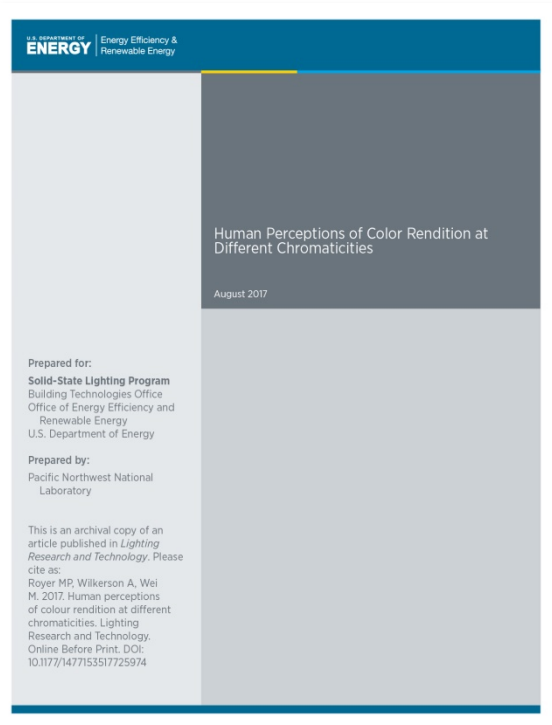 U.S. DEPARTMENT OF
ENERGY
Energy Efficiency &
Renewable Energy
Human Perceptions of Color Rendition at
Different Chromaticities
August 2017
Prepared for:
Solid-State Lighting Program
Building Technologies Office
Office of Energy Efficiency and
Renewable Energy
U.S. Department of Energy
Prepared by:
Pacific Northwest National
Laboratory
This is an archival copy of an
article published in Lighting
Research and Technology. Please
cite as:
Royer MP, Wilkerson A, Wei
M. 2017. Human perceptions
of colour rendition at different
chromaticities. Lighting
Research and Technology.
Online Before Print. DOI:
10.1177/1477153517725974